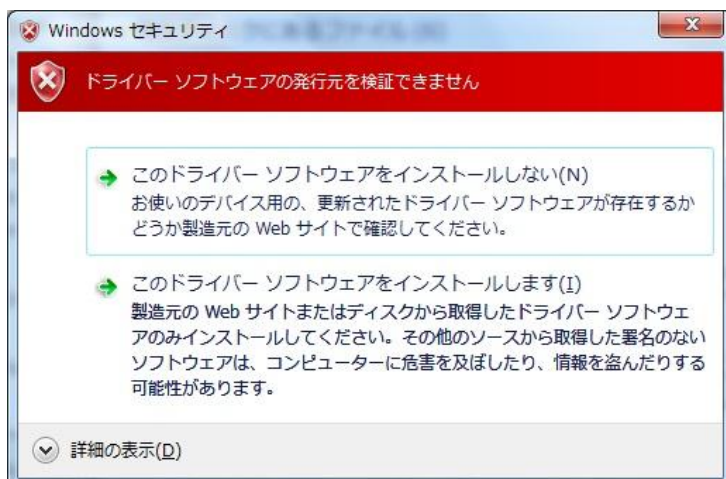 Windows セキュリティ
ドライバー ソフトウェアの発行元を検証できません
このドライバー ソフトウェアをインストールしない(N)
お使いのデバイス用の、更新されたドライバー ソフトウェアが存在するか
どうか製造元の Web サイトで確認してください。
このドライバー ソフトウェアをインストールします(I)
製造元の Web サイトまたはディスクから取得したドライバー ソフトウェ
アのみインストールしてください。その他のソースから取得した署名のない
ソフトウェアは、コンピューターに危害を及ぼしたり、情報を盗んだりする
可能性があります。
詳細の表示(D)